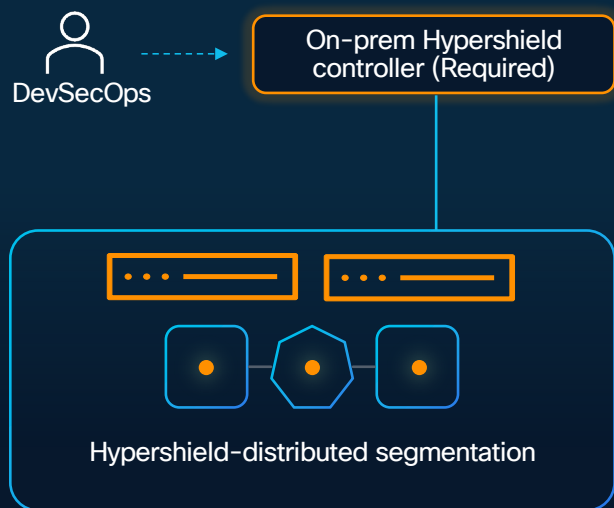 DevSecOps
On-prem Hypershield
controller (Required)
Hypershield-distributed segmentation